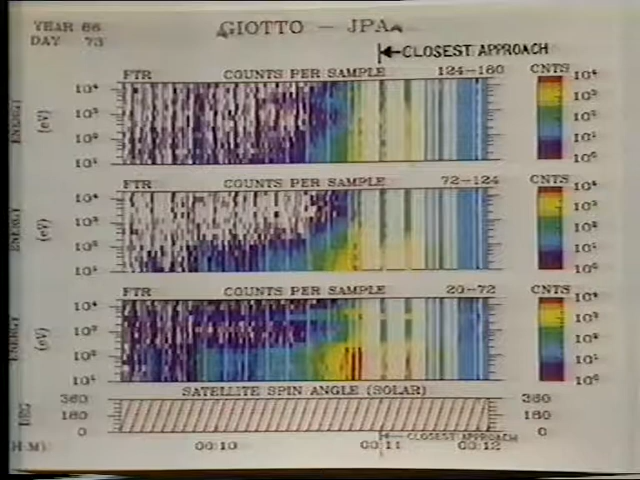 YEAR 86
DAY 73
GIOTTO - JPA
CLOSEST APPROACH
FTR COUNTS PER SAMPLE 124-180 CNTS
ENERGY (eV)
10⁴ 10³ 10² 10¹
10⁴ 10³ 10² 10¹ 10⁰
FTR COUNTS PER SAMPLE 72-124 CNTS
ENERGY (eV)
10⁴ 10³ 10² 10¹
10⁴ 10³ 10² 10¹ 10⁰
FTR COUNTS PER SAMPLE 20-72 CNTS
ENERGY (eV)
10⁴ 10³ 10² 10¹
10⁴ 10³ 10² 10¹ 10⁰
SATELLITE SPIN ANGLE (SOLAR)
DEG
360 180 0
360 180 0
CLOSEST APPROACH
H:M) 00:10 00:11 00:12